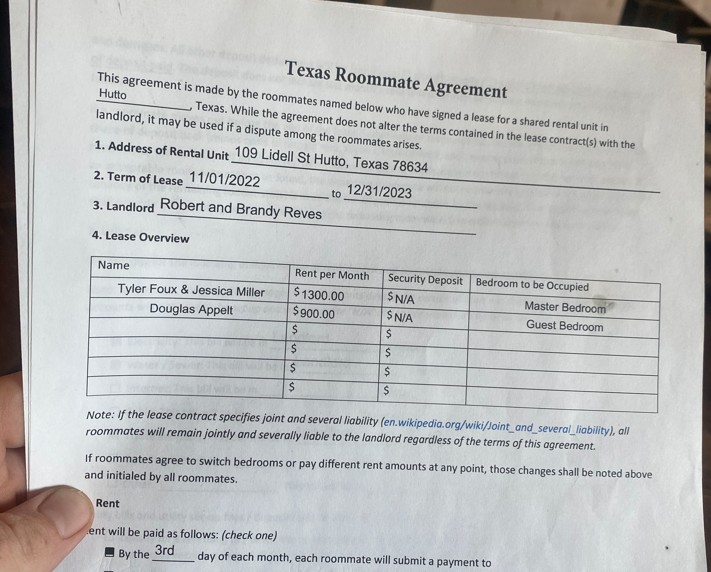 Texas Roommate Agreement
This agreement is made by the roommates named below who have signed a lease for a shared rental unit in
Hutto, Texas. While the agreement does not alter the terms contained in the lease contract(s) with the
landlord, it may be used if a dispute among the roommates arises.
1. Address of Rental Unit 109 Lidell St Hutto, Texas 78634
2. Term of Lease 11/01/2022 to 12/31/2023
3. Landlord Robert and Brandy Reves
4. Lease Overview
Name Rent per Month Security Deposit Bedroom to be Occupied
Tyler Foux & Jessica Miller $1300.00 $N/A Master Bedroom
Douglas Appelt $900.00 $N/A Guest Bedroom
$ $
$ $
$ $
$ $
Note: If the lease contract specifies joint and several liability (en.wikipedia.org/wiki/Joint_and_several_liability), all
roommates will remain jointly and severally liable to the landlord regardless of the terms of this agreement.
If roommates agree to switch bedrooms or pay different rent amounts at any point, those changes shall be noted above
and initialed by all roommates.
Rent
ent will be paid as follows: (check one)
By the 3rd day of each month, each roommate will submit a payment to